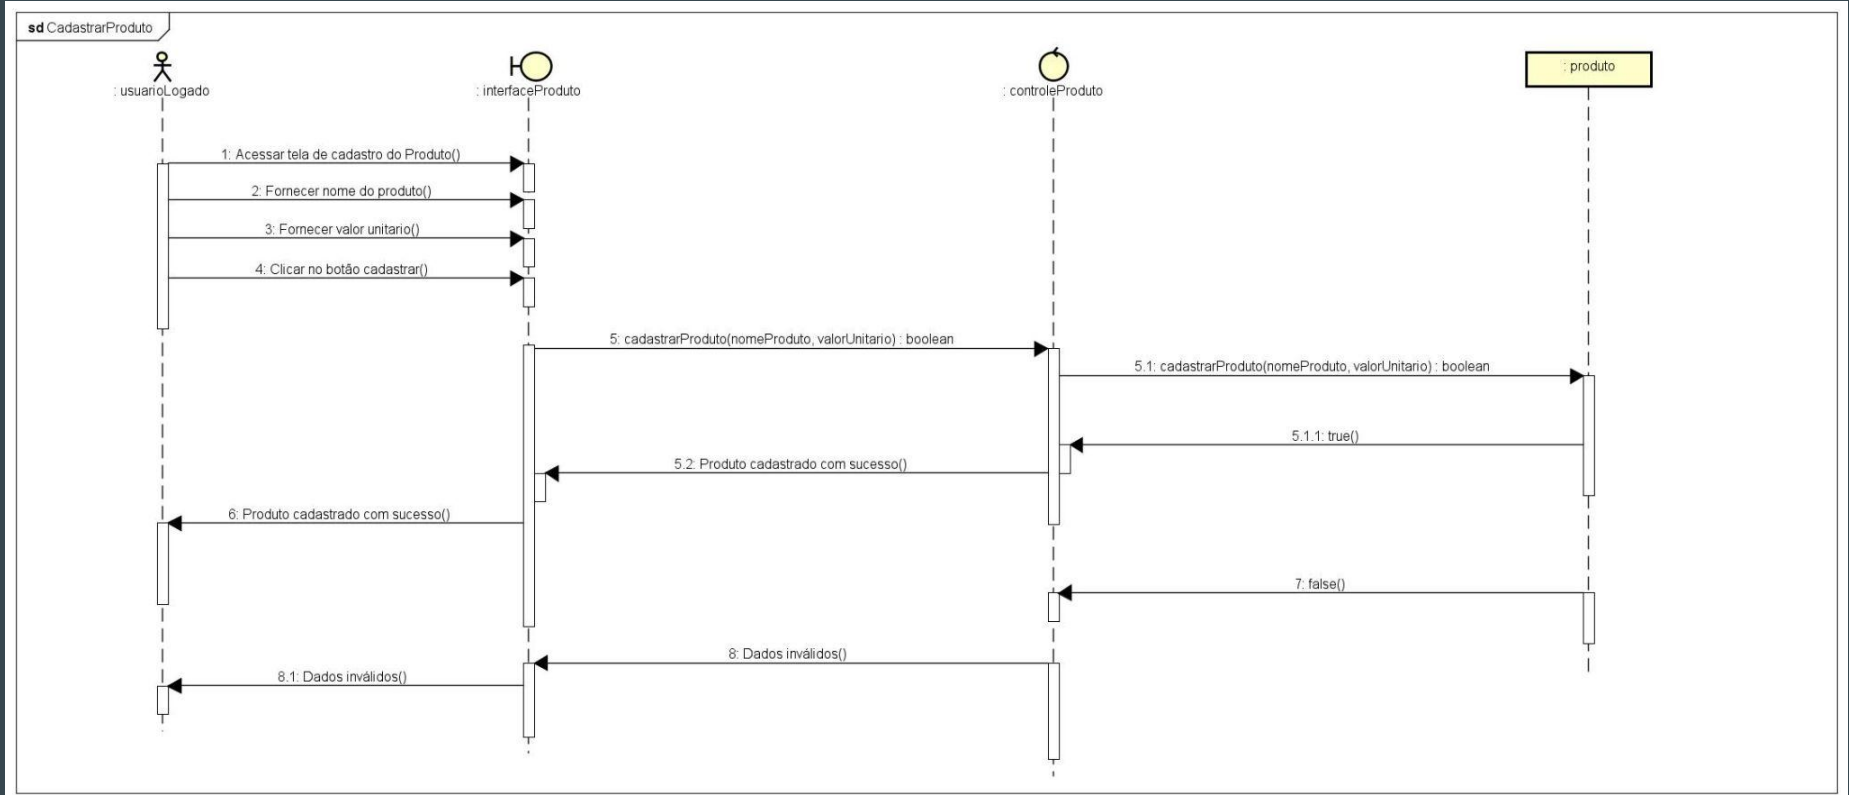 sd CadastrarProduto
: usuarioLogado
: interfaceProduto
: controleProduto
: produto
1: Acessar tela de cadastro do Produto()
2: Fornecer nome do produto()
3: Fornecer valor unitario()
4: Clicar no botão cadastrar()
5: cadastrarProduto(nomeProduto, valorUnitario) : boolean
5.1: cadastrarProduto(nomeProduto, valorUnitario) : boolean
5.1.1: true()
5.2: Produto cadastrado com sucesso()
6: Produto cadastrado com sucesso()
7: false()
8: Dados inválidos()
8.1: Dados inválidos()